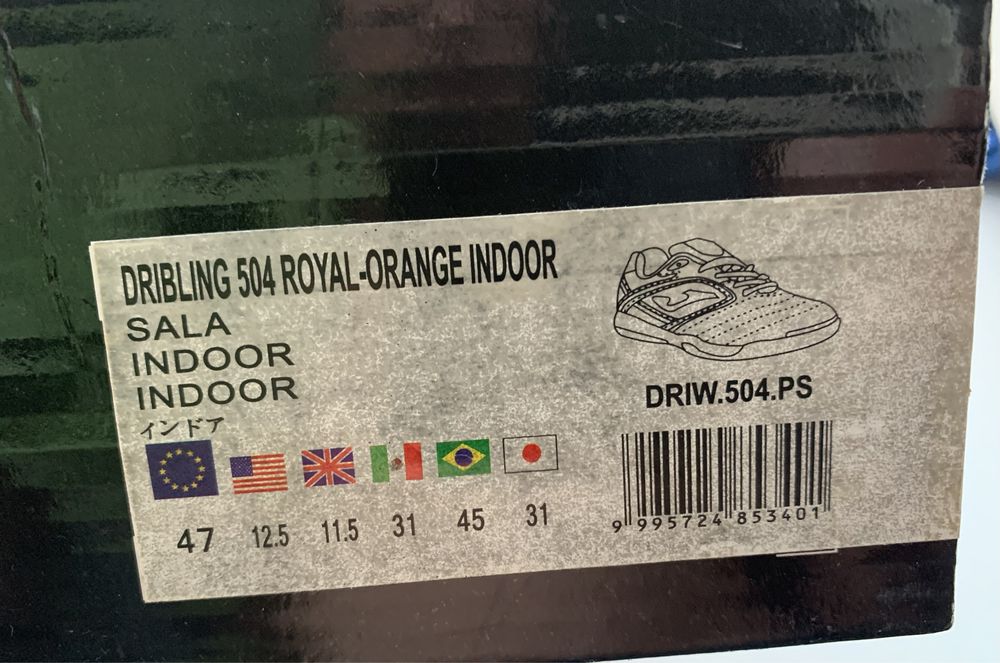 DRIBLING 504 ROYAL-ORANGE INDOOR
SALA
INDOOR
INDOOR
インドア
47 12.5 11.5 31 45 31
DRIW.504.PS
9 995724 853401